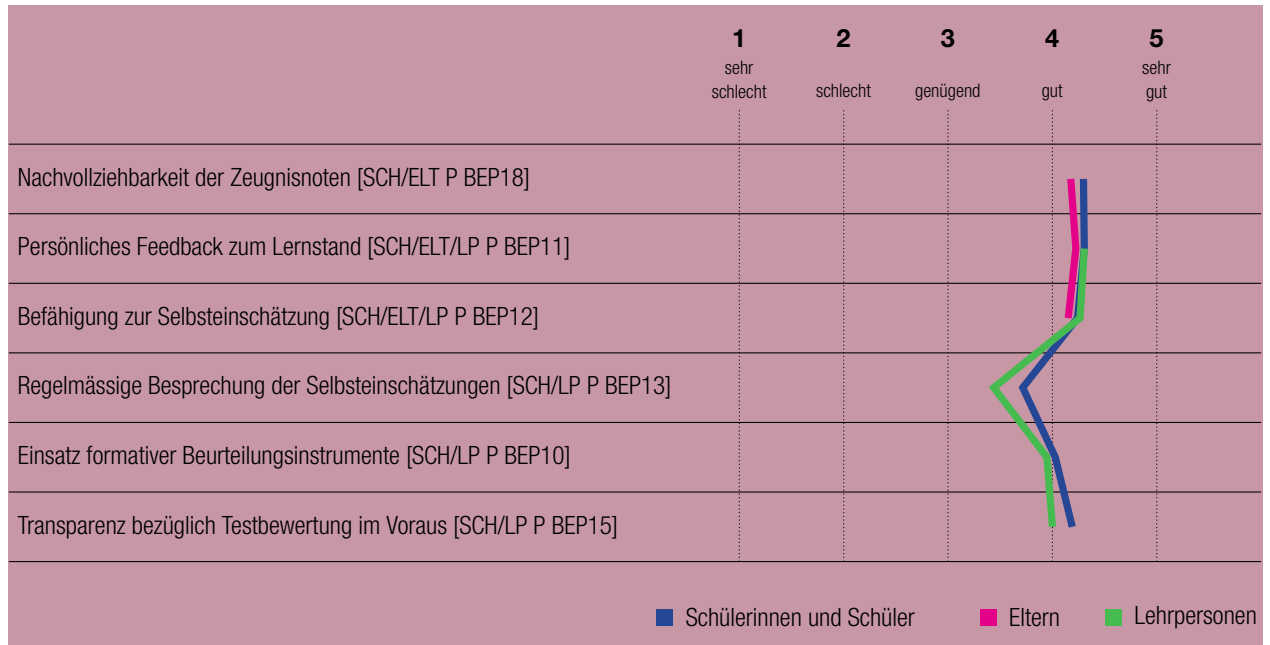 1 2 3 4 5
sehr schlecht schlecht genügend gut sehr gut
Nachvollziehbarkeit der Zeugnisnoten [SCH/ELT P BEP18]
Persönliches Feedback zum Lernstand [SCH/ELT/LP P BEP11]
Befähigung zur Selbsteinschätzung [SCH/ELT/LP P BEP12]
Regelmässige Besprechung der Selbsteinschätzungen [SCH/LP P BEP13]
Einsatz formativer Beurteilungsinstrumente [SCH/LP P BEP10]
Transparenz bezüglich Testbewertung im Voraus [SCH/LP P BEP15]
Schülerinnen und Schüler Eltern Lehrpersonen